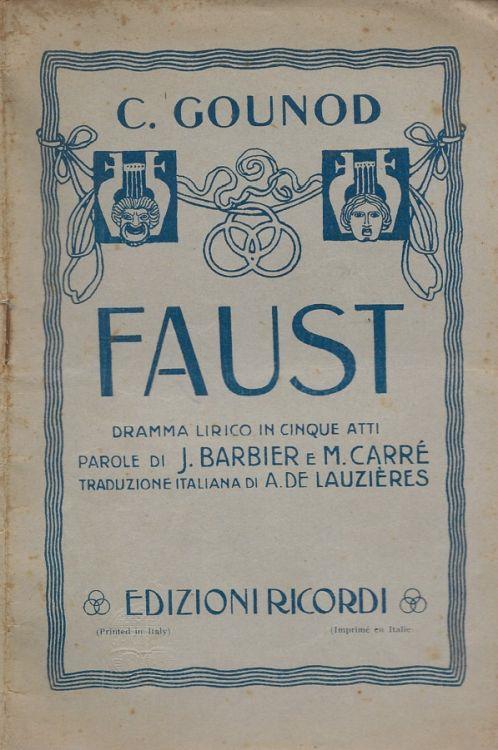 C. GOUNOD
FAUST
DRAMMA LIRICO IN CINQUE ATTI
PAROLE DI J. BARBIER E M. CARRÉ
TRADUZIONE ITALIANA DI A. DE LAUZIÈRES
EDIZIONI RICORDI
(Printed in Italy) (Imprimé en Italie)